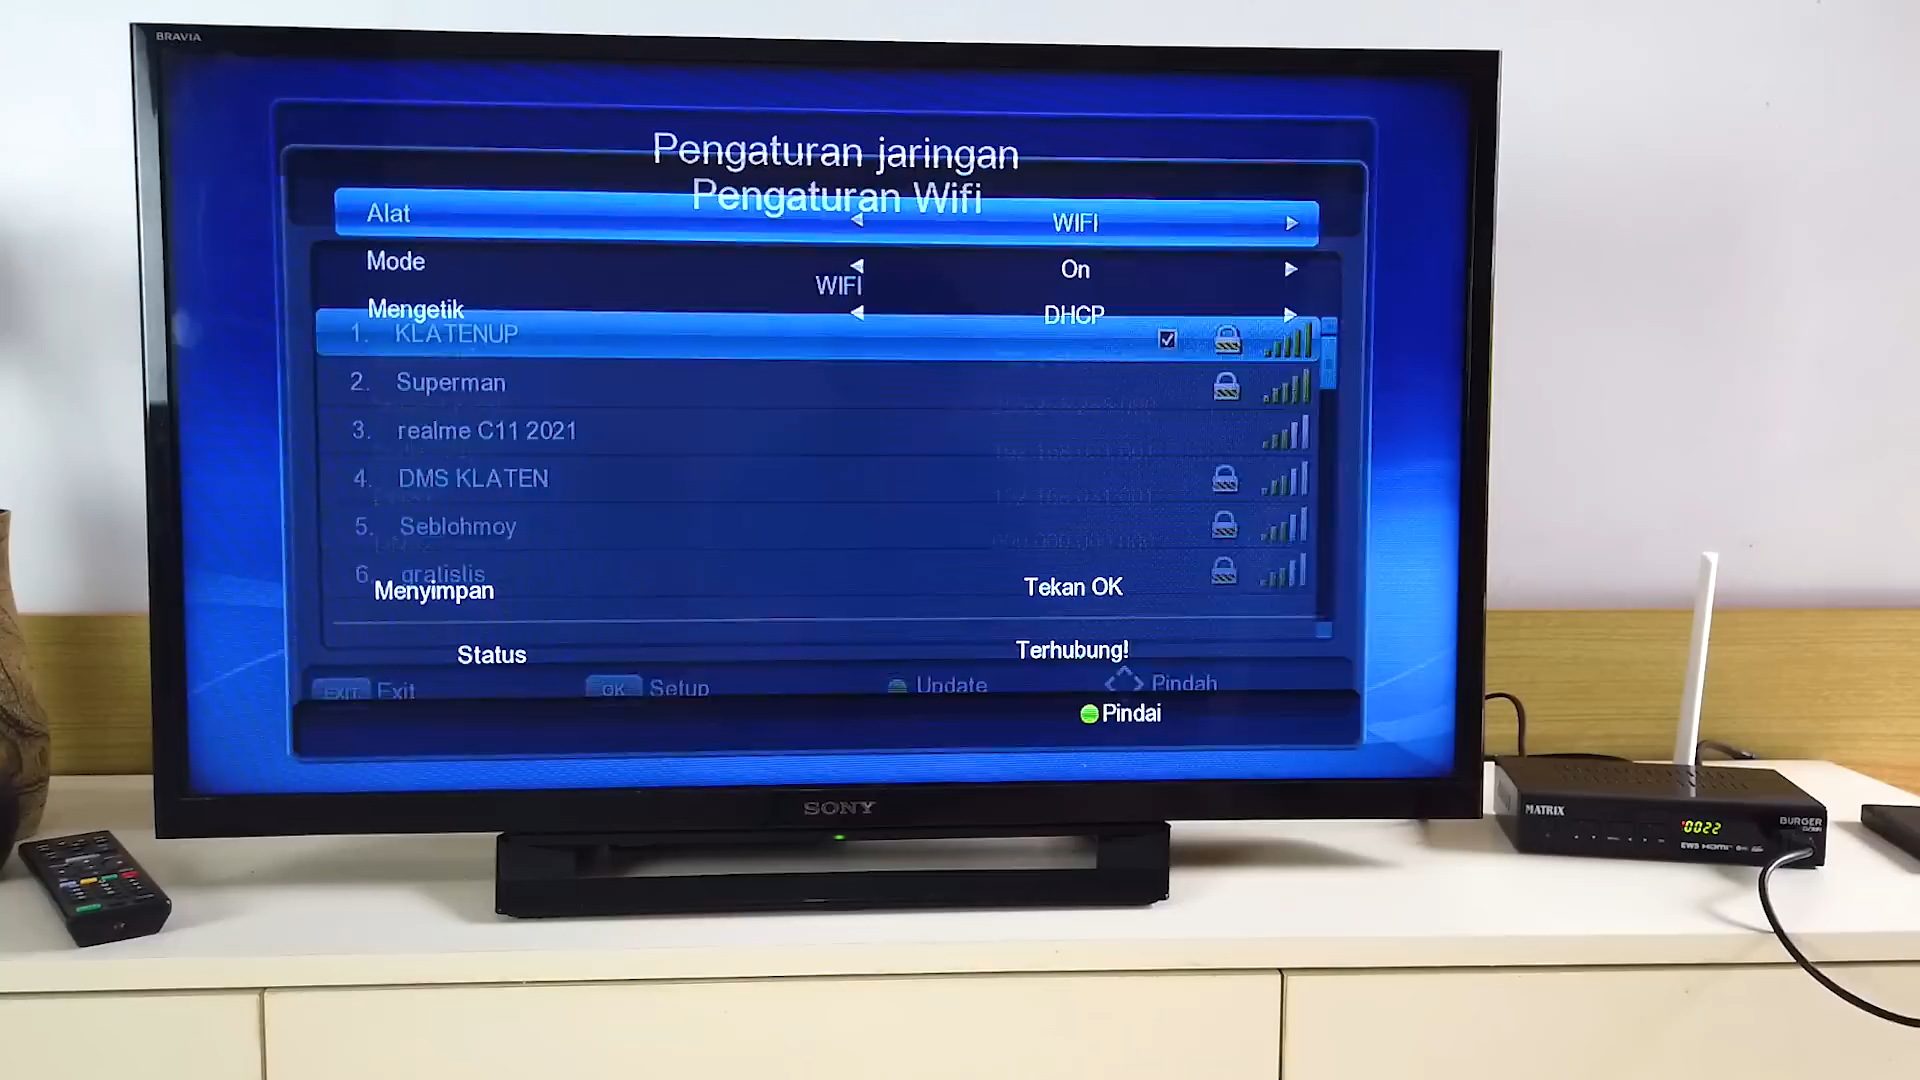 BRAVIA
Pengaturan jaringan
Pengaturan Wifi
Alat WIFI
Mode On
WIFI
Mengetik DHCP
1. KLATENUP
2. Superman
3. realme C11 2021
4. DMS KLATEN
5. Seblohmoy
6. gratislis
Menyimpan Tekan OK
Status Terhubung!
EXIT Exit OK Setup Update Pindah
Pindai
SONY
MATRIX
0022
BURGER
EWS HDMI